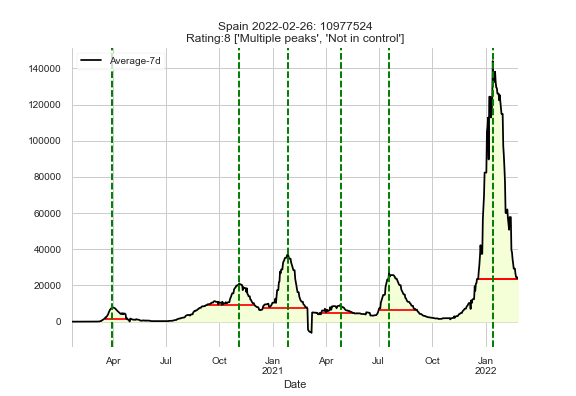 Spain 2022-02-26: 10977524
Rating:8 ['Multiple peaks', 'Not in control']
Average-7d
140000
120000
100000
80000
60000
40000
20000
0
Apr Jul Oct Jan Apr Jul Oct Jan
2021 2022
Date